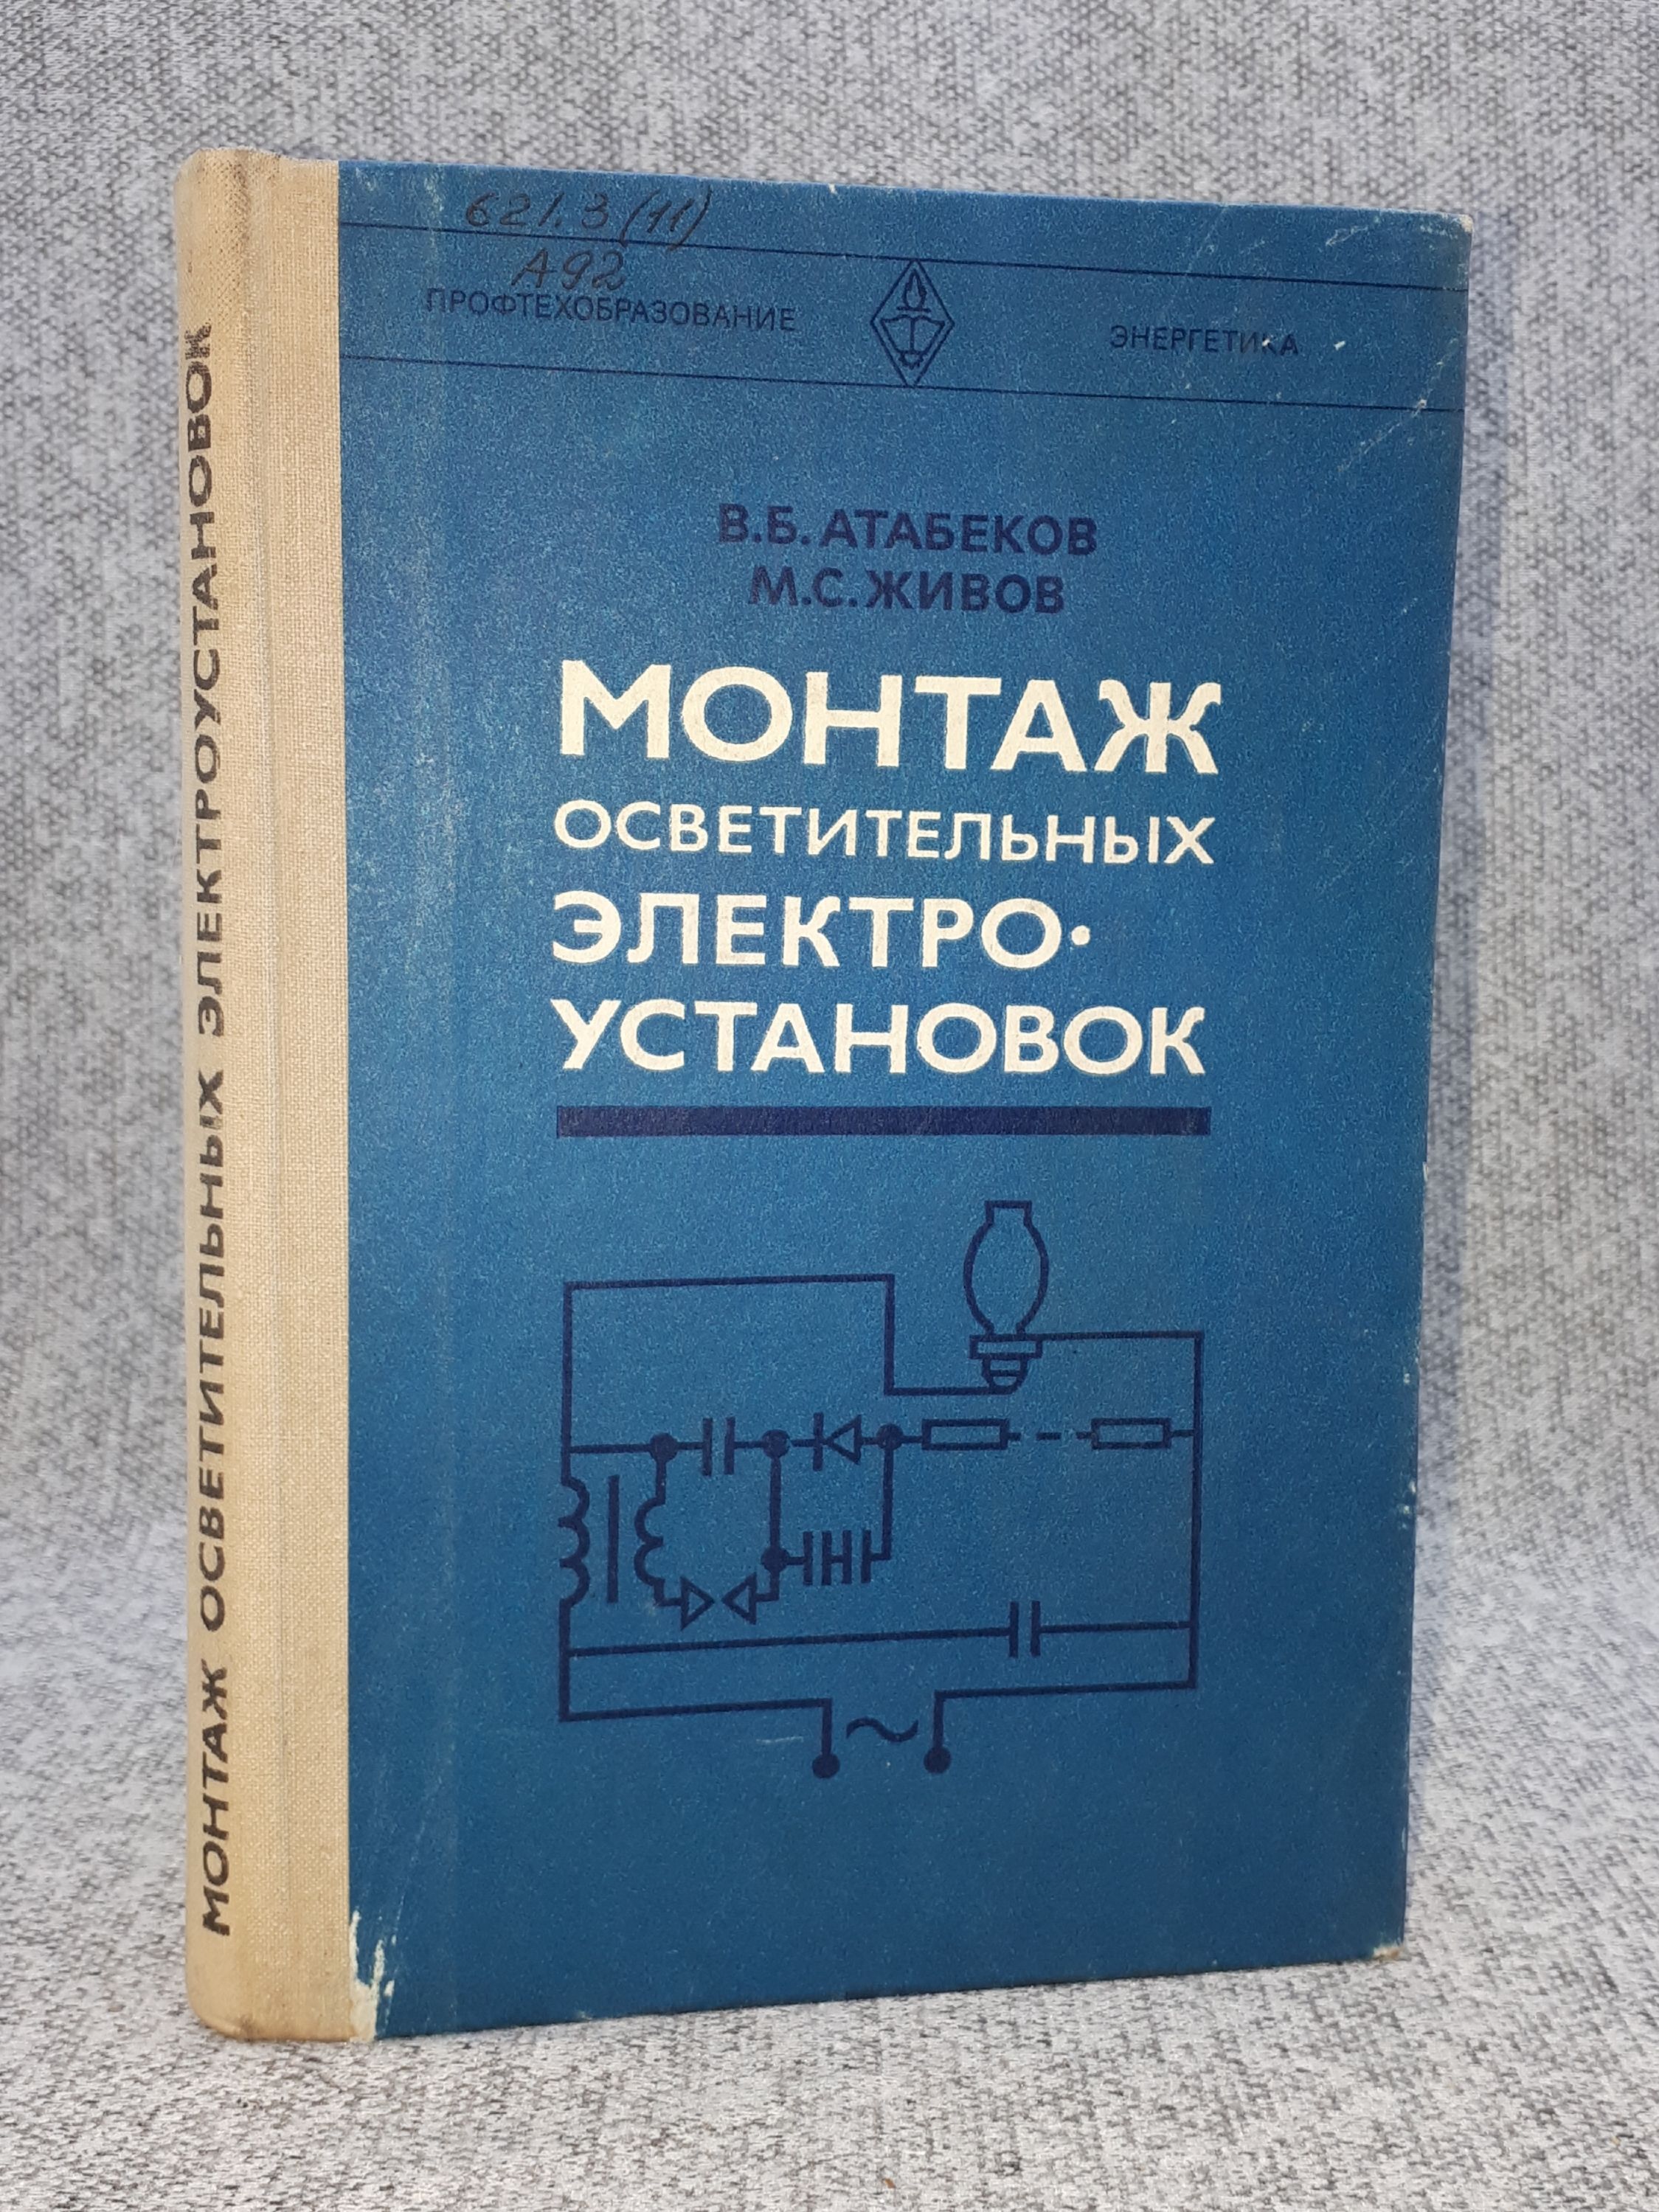 621.3(11)
А92
ПРОФТЕХОБРАЗОВАНИЕ ЭНЕРГЕТИКА
В.Б. АТАБЕКОВ
М.С. ЖИВОВ
МОНТАЖ
ОСВЕТИТЕЛЬНЫХ
ЭЛЕКТРО-
УСТАНОВОК
МОНТАЖ ОСВЕТИТЕЛЬНЫХ ЭЛЕКТРОУСТАНОВОК